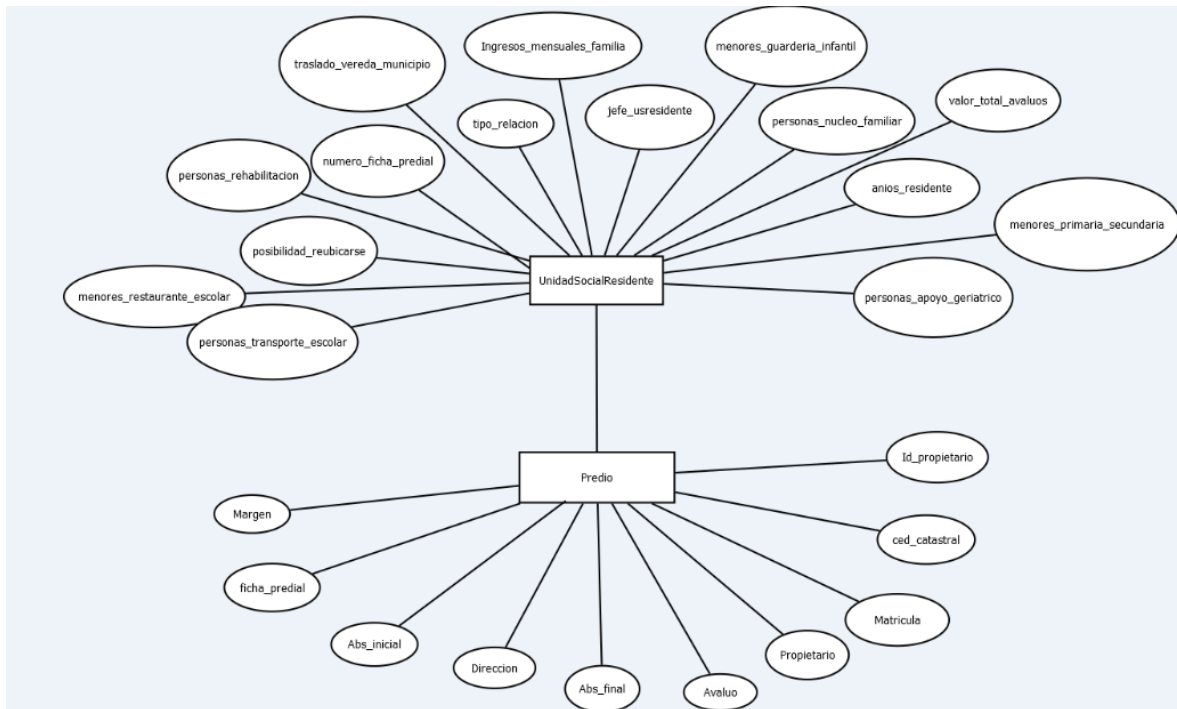 Ingresos_mensuales_familia
menores_guarderia_infantil
traslado_vereda_municipio
valor_total_avaluos
jefe_usresidente
tipo_relacion
personas_nucleo_familiar
numero_ficha_predial
personas_rehabilitacion
anios_residente
menores_primaria_secundaria
posibilidad_reubicarse
UnidadSocialResidente
menores_restaurante_escolar
personas_apoyo_geriatrico
personas_transporte_escolar
Id_propietario
Predio
Margen
ced_catastral
ficha_predial
Matricula
Abs_inicial
Propietario
Direccion
Abs_final
Avaluo